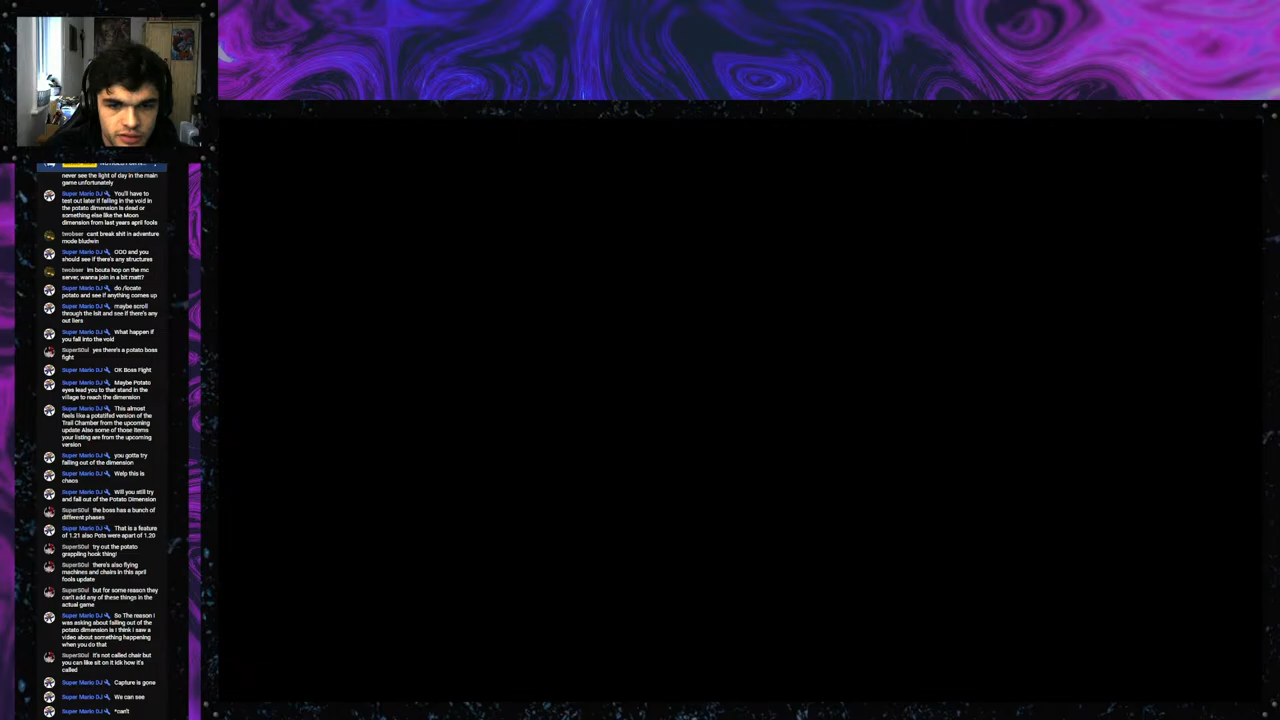 never see the light of day in the main
game unfortunately
Super Mario DJ You'll have to
test out later if falling in the void in
the potato dimension is dead or
something else like the Moon
dimension from last years april fools
twobser cant break shit in advanture
mode bludwin
Super Mario DJ OOO and you
should see if there's any structures
twobser im bouta hop on the mc
server, wanna join in a bit matt?
Super Mario DJ do /locate
potato and see if anything comes up
Super Mario DJ maybe scroll
through the lsit and see if there's any
out liers
Super Mario DJ What happen if
you fall into the void
SuperS0ul yes there's a potato boss
fight
Super Mario DJ OK Boss Fight
Super Mario DJ Maybe Potato
eyes lead you to that stand in the
village to reach the dimension
Super Mario DJ This almost
feels like a potatifed version of the
Trail Chamber from the upcoming
update Also some of those items
your listing are from the upcoming
version
Super Mario DJ you gotta try
falling out of the dimension
Super Mario DJ Welp this is
chaos
Super Mario DJ Will you still try
and fall out of the Potato Dimension
SuperS0ul the boss has a bunch of
different phases
Super Mario DJ That is a feature
of 1.21 also Pots were apart of 1.20
SuperS0ul try out the potato
grappling hook thing!
SuperS0ul there's also flying
machines and chairs in this april
fools update
SuperS0ul but for some reason they
can't add any of these things in the
actual game
Super Mario DJ So The reason I
was asking about falling out of the
potato dimension is I think I saw a
video about something happening
when you do that
SuperS0ul It's not called chair but
you can like sit on it idk how it's
called
Super Mario DJ Capture is gone
Super Mario DJ We can see
Super Mario DJ *can't